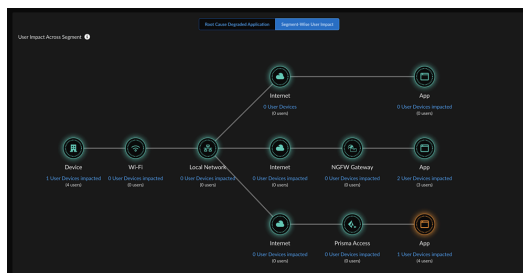 Root Cause Degraded Application
Segment-Wise User Impact
User Impact Across Segment
Internet
0 User Devices
(0 users)
App
0 User Devices impacted
(0 users)
Device
1 User Devices impacted
(4 users)
Wi-Fi
0 User Devices impacted
(0 users)
Local Network
0 User Devices impacted
(0 users)
Internet
0 User Devices impacted
(0 users)
NGFW Gateway
0 User Devices impacted
(0 users)
App
2 User Devices impacted
(3 users)
Internet
0 User Devices impacted
(0 users)
Prisma Access
0 User Devices impacted
(0 users)
App
1 User Devices impacted
(4 users)